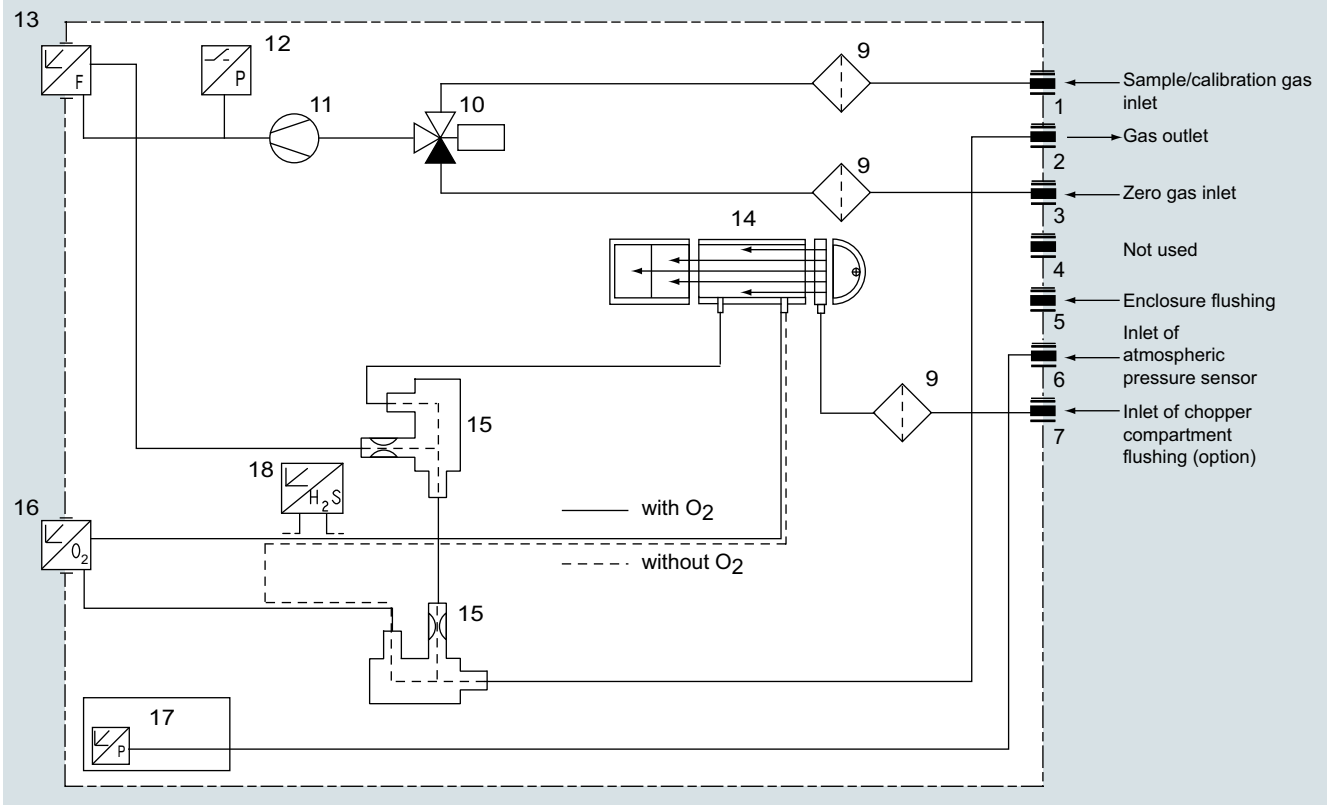 13
F
12
P
11
10
9
1
Sample/calibration gas
inlet
2
Gas outlet
9
3
Zero gas inlet
14
4
Not used
5
Enclosure flushing
6
Inlet of
atmospheric
pressure sensor
9
7
Inlet of chopper
compartment
flushing (option)
15
18
H2S
16
O2
with O2
without O2
15
17
P